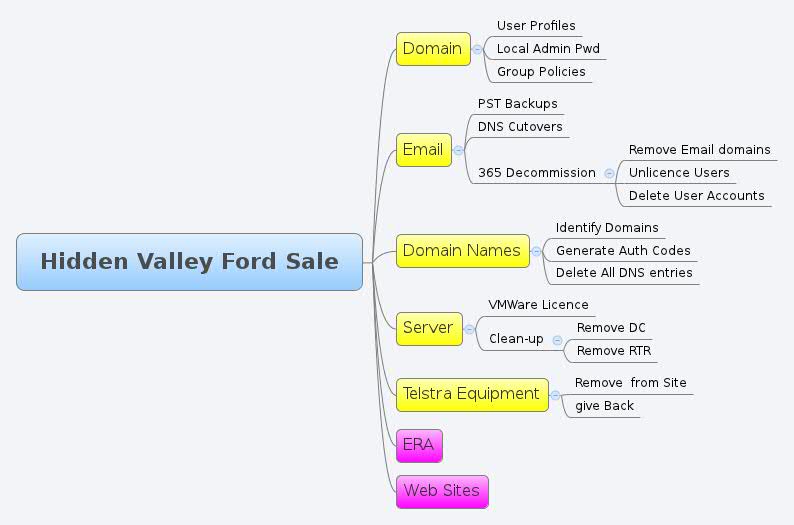 Hidden Valley Ford Sale
Domain
User Profiles
Local Admin Pwd
Group Policies
Email
PST Backups
DNS Cutovers
365 Decommission
Remove Email domains
Unlicence Users
Delete User Accounts
Domain Names
Identify Domains
Generate Auth Codes
Delete All DNS entries
Server
VMWare Licence
Clean-up
Remove DC
Remove RTR
Telstra Equipment
Remove  from Site
give Back
ERA
Web Sites